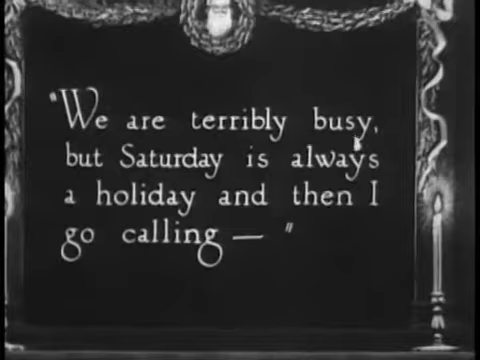 "We are terribly busy,
but Saturday is always
a holiday and then I
go calling — "